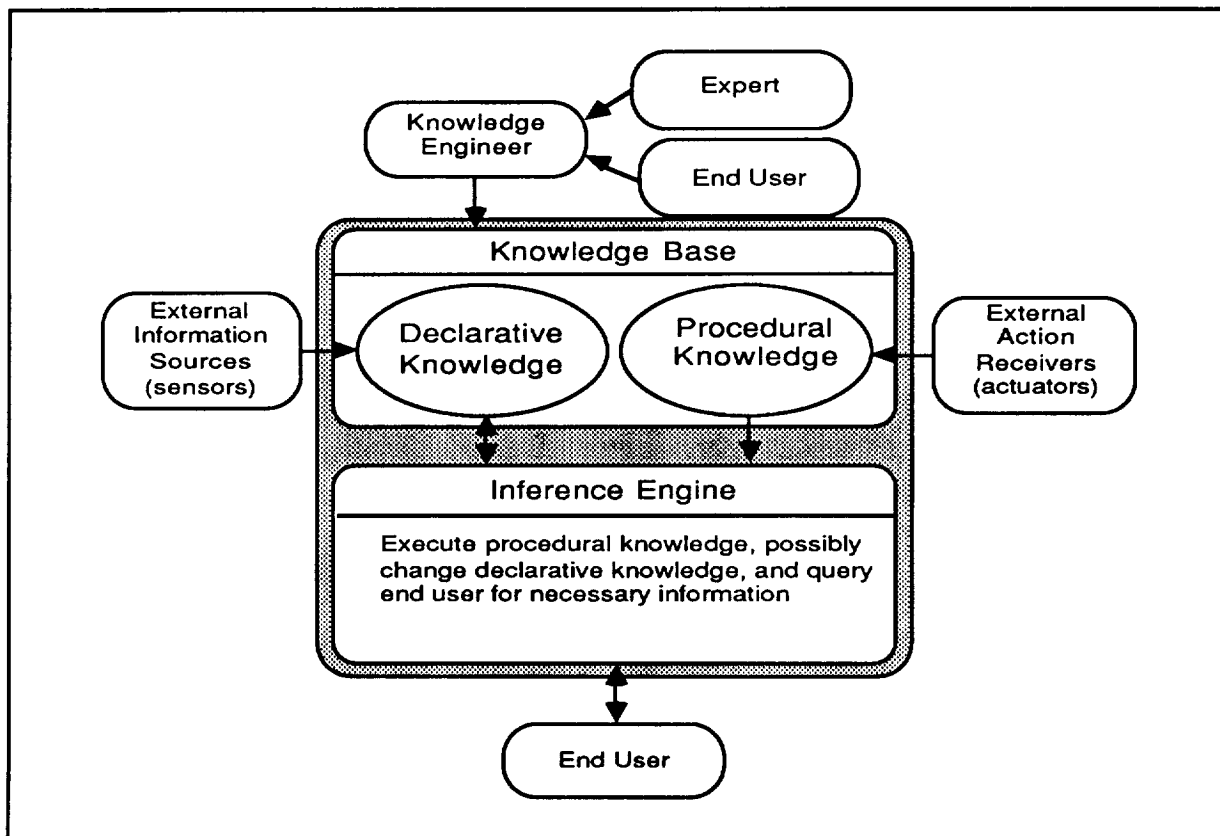 Expert
Knowledge
Engineer
End User
Knowledge Base
External
Information
Sources
(sensors)
Declarative
Knowledge
Procedural
Knowledge
External
Action
Receivers
(actuators)
Inference Engine
Execute procedural knowledge, possibly
change declarative knowledge, and query
end user for necessary information
End User